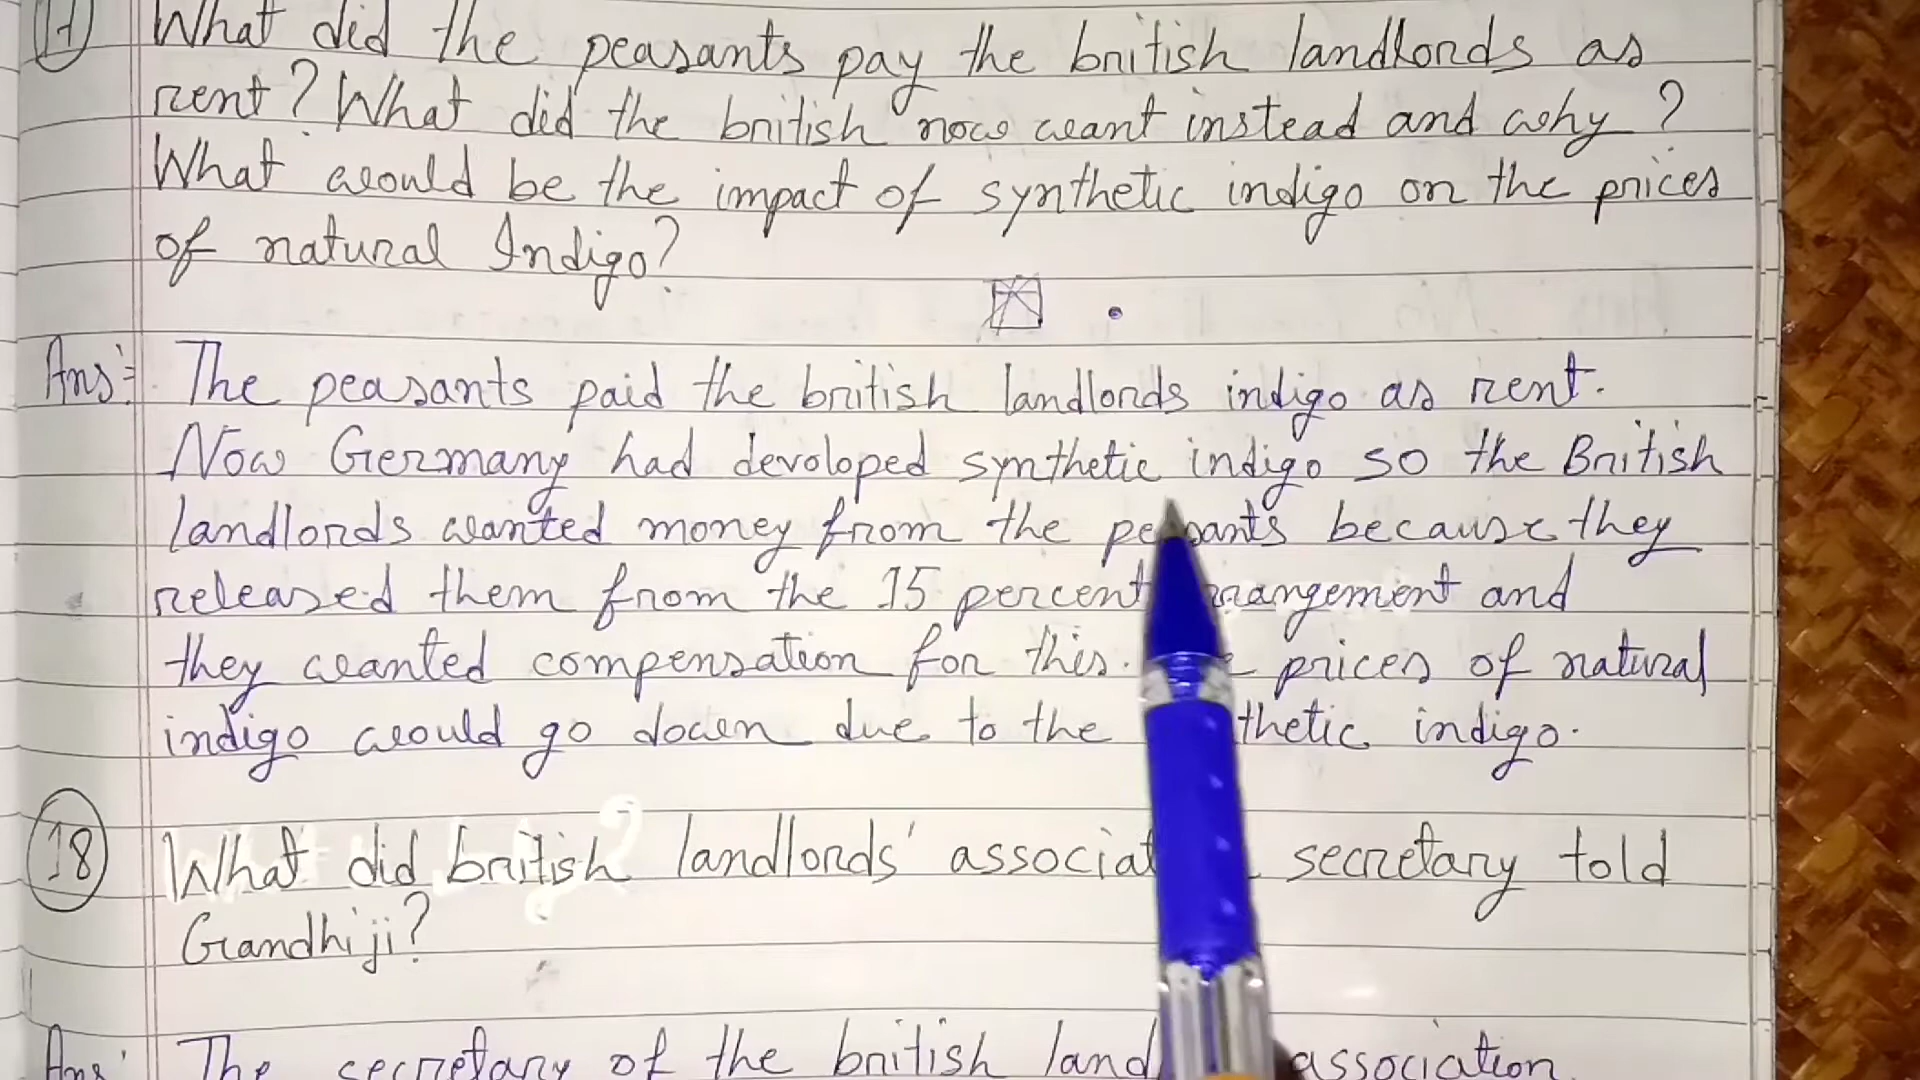 17 What did the peasants pay the british landlords as
rent? What did the british now want instead and why ?
What would be the impact of synthetic indigo on the prices
of natural Indigo?
Ans: The peasants paid the british landlords indigo as rent.
Now Germany had devoloped synthetic indigo so the British
landlords wanted money from the peasants because they
released them from the 15 percent arrangement and
they wanted compensation for this. prices of natural
indigo would go down due to the thetic indigo.
18 What did british landlords' associat secretary told
Gandhiji?
Ans: The secretary of the british land association